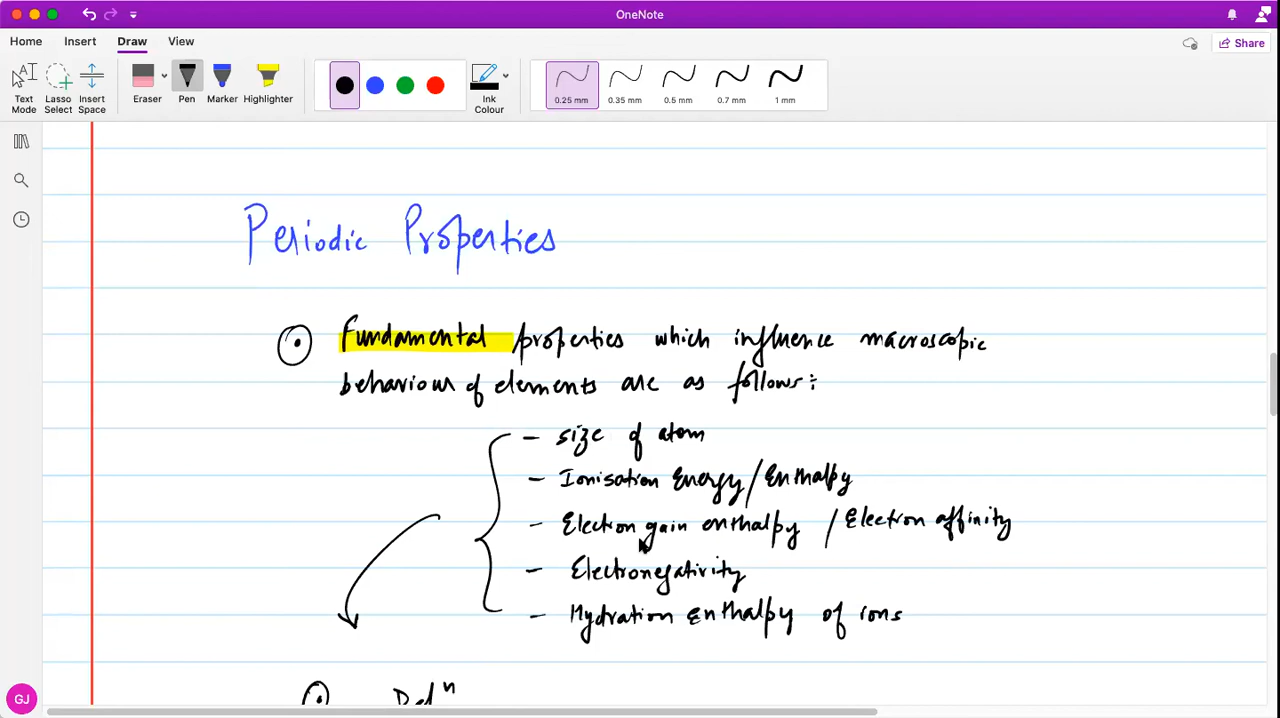 OneNote
Home Insert Draw View
Share
Text Mode
Lasso Select
Insert Space
Eraser
Pen
Marker
Highlighter
Ink Colour
0.25 mm
0.35 mm
0.5 mm
0.7 mm
1 mm
Periodic Properties
Fundamental properties which influence macroscopic
behaviour of elements are as follows:
- size of atom
- Ionisation Energy/Enthalpy
- Electron gain enthalpy / Electron affinity
- Electronegativity
- Hydration Enthalpy of ions
GJ